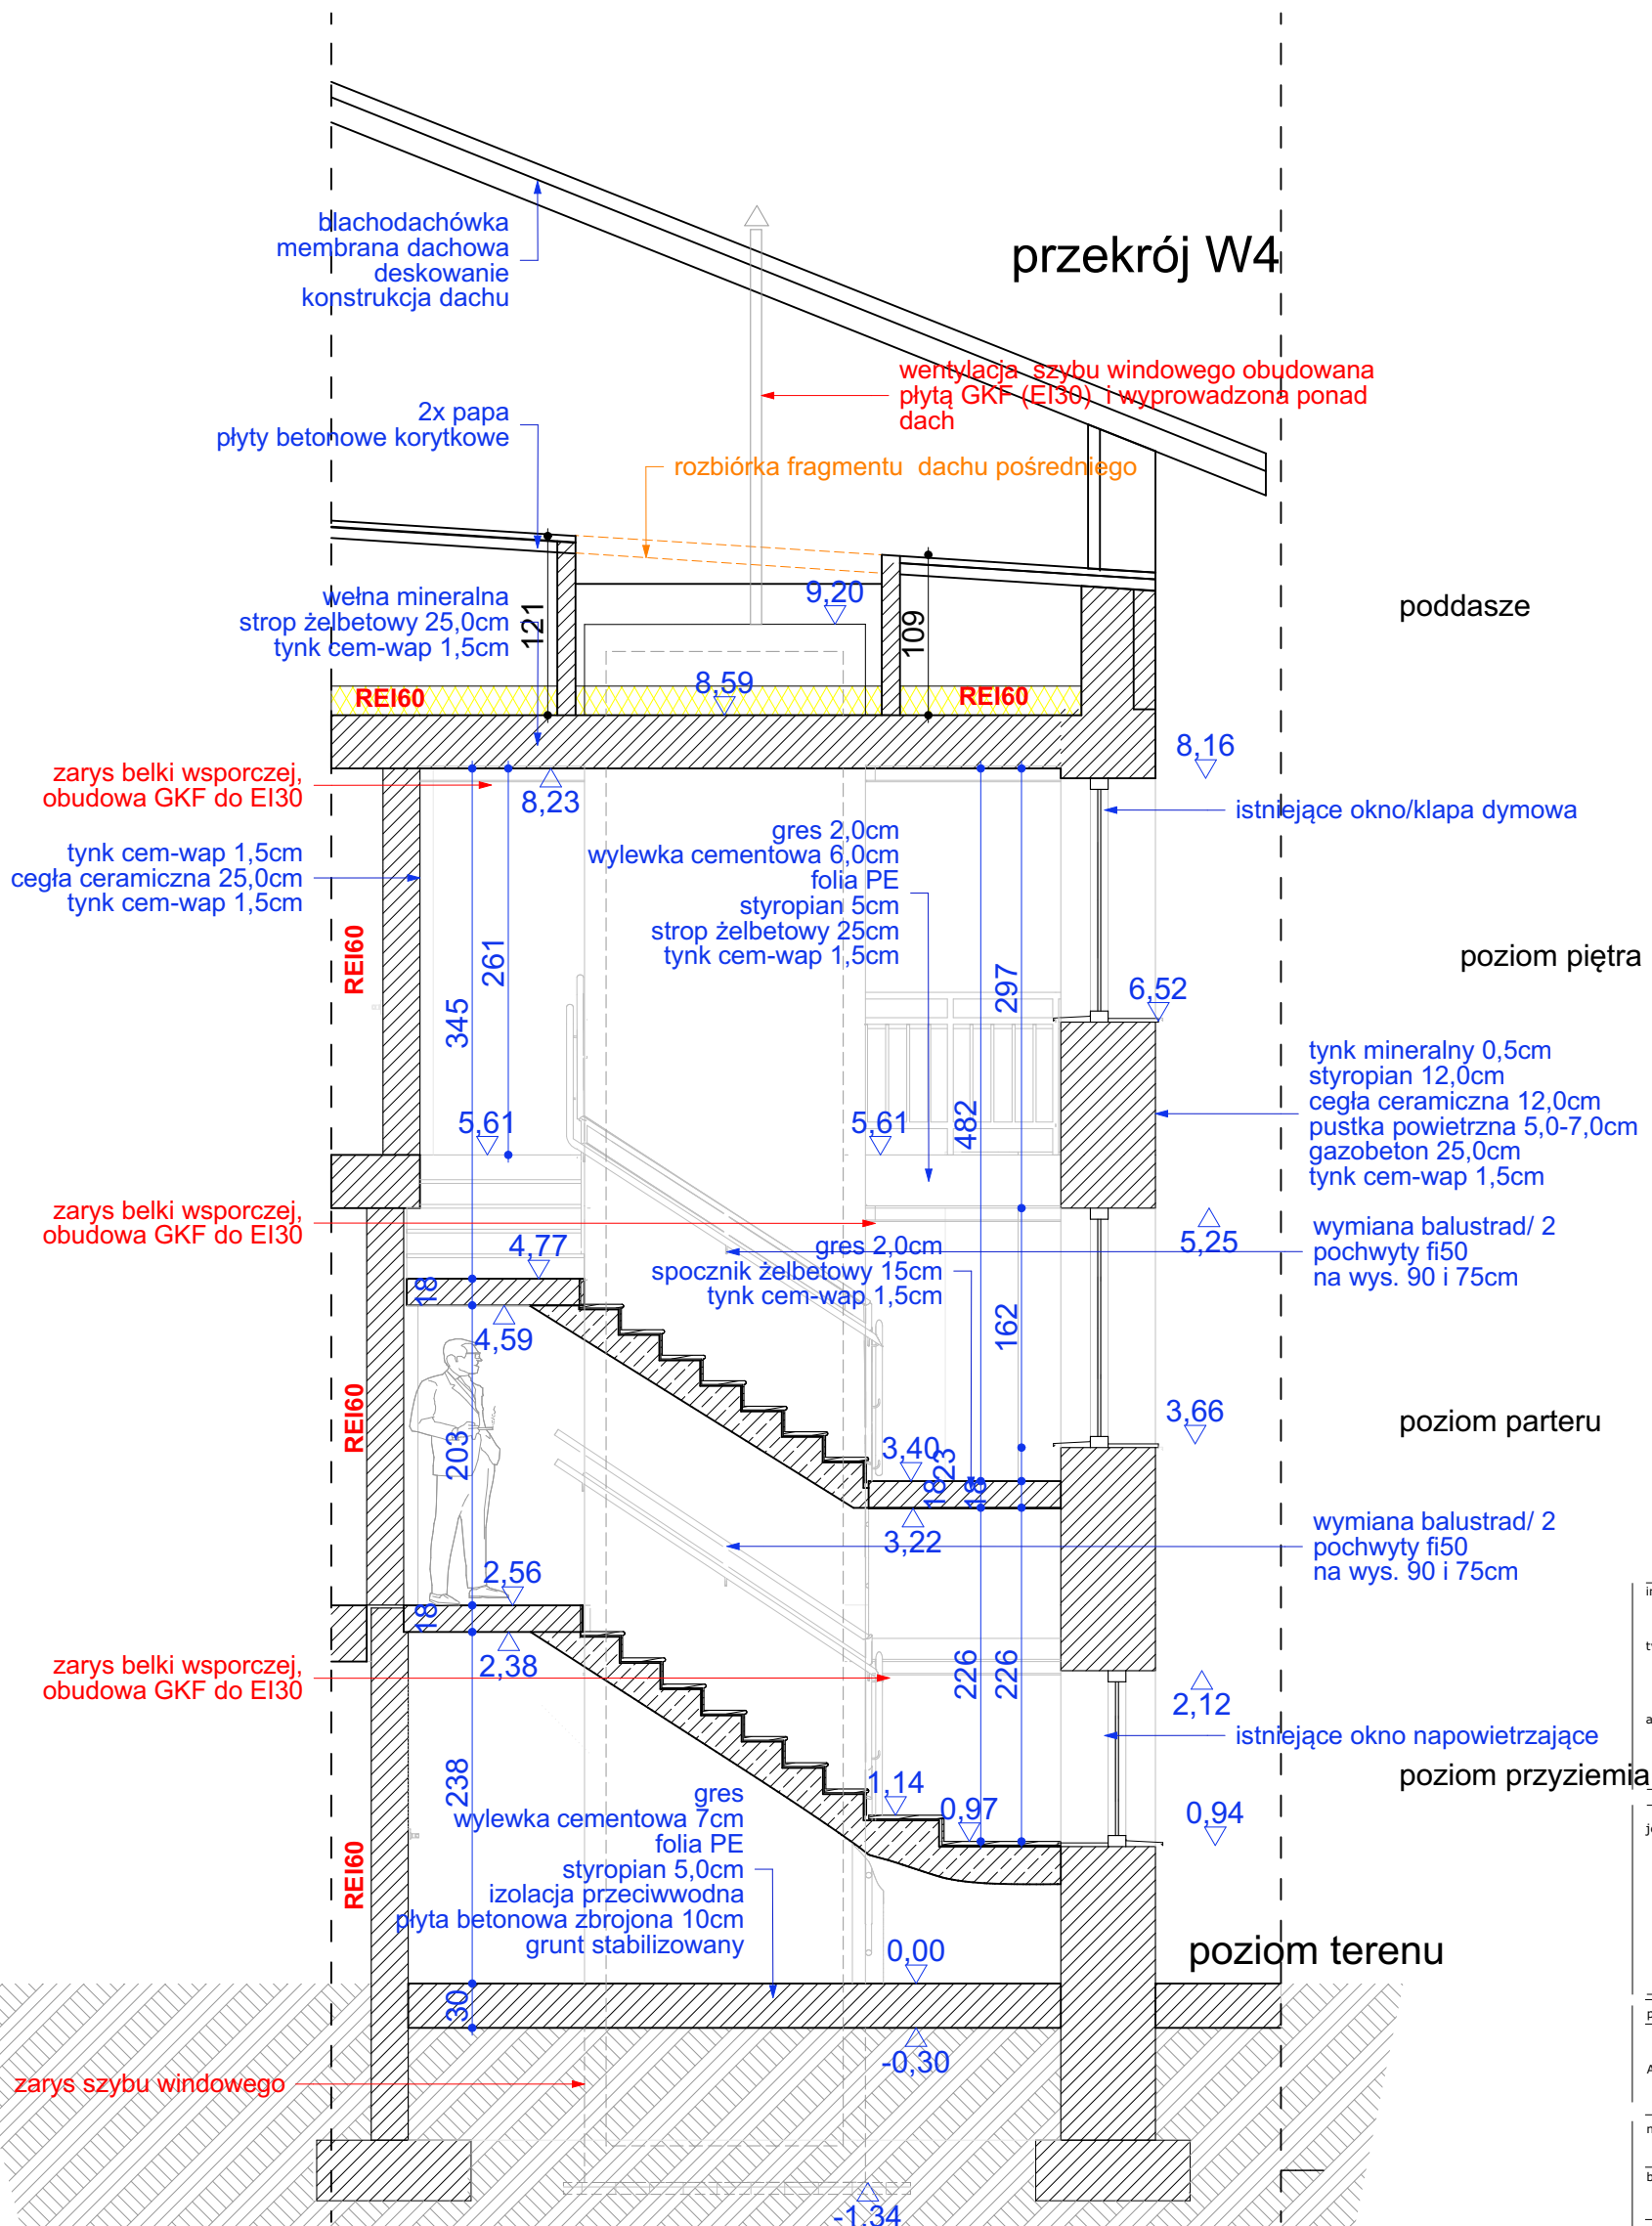 przekrój W4
blachodachówka
membrana dachowa
deskowanie
konstrukcja dachu
wentylacja szybu windowego obudowana
płytą GKF (EI30) i wyprowadzona ponad
dach
2x papa
płyty betonowe korytkowe
rozbiórka fragmentu dachu pośredniego
wełna mineralna
strop żelbetowy 25,0cm
tynk cem-wap 1,5cm
121
9,20
109
poddasze
REI60
8,59
REI60
8,16
zarys belki wsporczej,
obudowa GKF do EI30
8,23
istniejące okno/klapa dymowa
tynk cem-wap 1,5cm
cegła ceramiczna 25,0cm
tynk cem-wap 1,5cm
gres 2,0cm
wylewka cementowa 6,0cm
folia PE
styropian 5cm
strop żelbetowy 25cm
tynk cem-wap 1,5cm
REI60
345
261
297
poziom piętra
6,52
482
tynk mineralny 0,5cm
styropian 12,0cm
cegła ceramiczna 12,0cm
pustka powietrzna 5,0-7,0cm
gazobeton 25,0cm
tynk cem-wap 1,5cm
5,61
5,61
zarys belki wsporczej,
obudowa GKF do EI30
5,25
wymiana balustrad/ 2
pochwyty fi50
na wys. 90 i 75cm
4,77
gres 2,0cm
spocznik żelbetowy 15cm
tynk cem-wap 1,5cm
18
4,59
162
REI60
203
3,66
poziom parteru
3,40
23
18
18
3,22
wymiana balustrad/ 2
pochwyty fi50
na wys. 90 i 75cm
2,56
18
2,38
zarys belki wsporczej,
obudowa GKF do EI30
226
226
2,12
istniejące okno napowietrzające
poziom przyziemia
238
1,14
0,97
0,94
REI60
gres
wylewka cementowa 7cm
folia PE
styropian 5,0cm
izolacja przeciwwodna
płyta betonowa zbrojona 10cm
grunt stabilizowany
0,00
poziom terenu
30
-0,30
zarys szybu windowego
-1,34